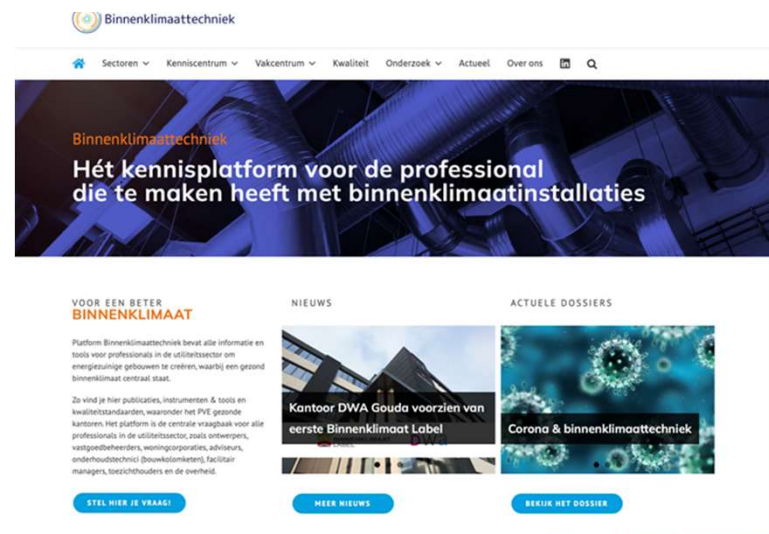 Binnenklimaattechniek
Sectoren Kenniscentrum Vakcentrum Kwaliteit Onderzoek Actueel Over ons in
Binnenklimaattechniek
Hét kennisplatform voor de professional
die te maken heeft met binnenklimaatinstallaties
VOOR EEN BETER
BINNENKLIMAAT
Platform Binnenklimaattechniek bevat alle informatie en
tools voor professionals in de utiliteitssector om
energiezuinige gebouwen te creëren, waarbij een gezond
binnenklimaat centraal staat.
Zo vind je hier publicaties, instrumenten & tools en
kwaliteitstandaarden, waaronder het PVE gezonde
kantoren. Het platform is de centrale vraagbaak voor alle
professionals in de utiliteitssector, zoals ontwerpers,
vastgoedbeheerders, woningcorporaties, adviseurs,
onderhoudstechnici (bouwkolomketen), facilitair
managers, toezichthouders en de overheid.
STEL HIER JE VRAAG!
NIEUWS
Kantoor DWA Gouda voorzien van
eerste Binnenklimaat Label
LABEL
DWa
MEER NIEUWS
ACTUELE DOSSIERS
Corona & binnenklimaattechniek
BEKIJK HET DOSSIER